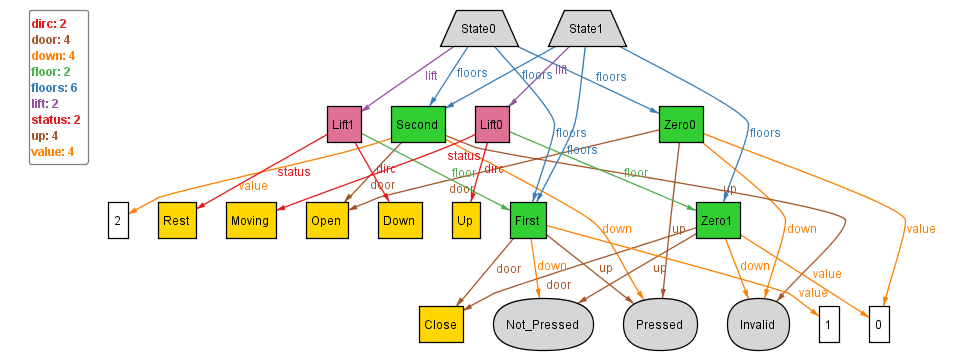 dirc: 2
door: 4
down: 4
floor: 2
floors: 6
lift: 2
status: 2
up: 4
value: 4
State0
State1
lift
floors
floors
lift
floors
Lift1
Second
Lift0
Zero0
floors
floors
floors
status
value
dirc
door
floor
status
dirc
door
floor
up
2
Rest
Moving
Open
Down
Up
First
Zero1
down
up
down
value
door
down
door
up
up
down
value
value
Close
Not_Pressed
Pressed
Invalid
1
0